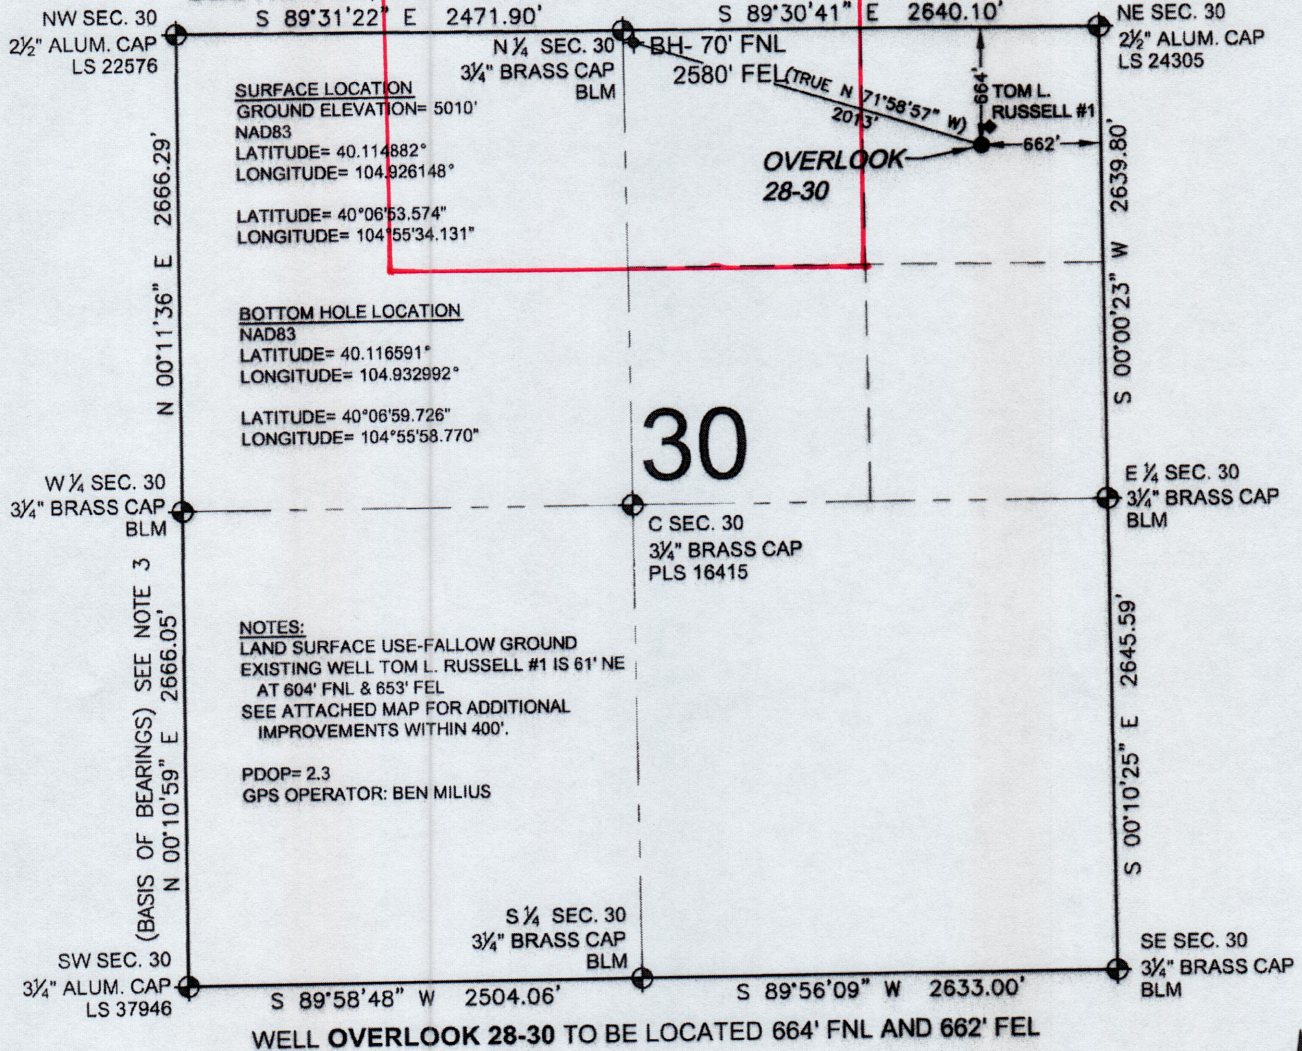 S 89°31'22" E 2471.90'
S 89°30'41" E 2640.10'
NW SEC. 30
2½" ALUM. CAP
LS 22576
N ¼ SEC. 30
3¼" BRASS CAP
BLM
BH- 70' FNL
2580' FEL
(TRUE N 71°58'57" W)
2013'
NE SEC. 30
2½" ALUM. CAP
LS 24305
664'
TOM L.
RUSSELL #1
662'
OVERLOOK
28-30
SURFACE LOCATION
GROUND ELEVATION= 5010'
NAD83
LATITUDE= 40.114882°
LONGITUDE= 104.926148°
LATITUDE= 40°06'53.574"
LONGITUDE= 104°55'34.131"
N 00°11'36" E 2666.29'
S 00°00'23" W 2639.80'
BOTTOM HOLE LOCATION
NAD83
LATITUDE= 40.116591°
LONGITUDE= 104.932992°
LATITUDE= 40°06'59.726"
LONGITUDE= 104°55'58.770"
30
W ¼ SEC. 30
3¼" BRASS CAP
BLM
C SEC. 30
3¼" BRASS CAP
PLS 16415
E ¼ SEC. 30
3¼" BRASS CAP
BLM
(BASIS OF BEARINGS) SEE NOTE 3
N 00°10'59" E 2666.05'
NOTES:
LAND SURFACE USE-FALLOW GROUND
EXISTING WELL TOM L. RUSSELL #1 IS 61' NE
AT 604' FNL & 653' FEL
SEE ATTACHED MAP FOR ADDITIONAL
IMPROVEMENTS WITHIN 400'.
PDOP= 2.3
GPS OPERATOR: BEN MILIUS
S 00°10'25" E 2645.59'
SW SEC. 30
3¼" ALUM. CAP
LS 37946
S ¼ SEC. 30
3¼" BRASS CAP
BLM
SE SEC. 30
3¼" BRASS CAP
BLM
S 89°58'48" W 2504.06'
S 89°56'09" W 2633.00'
WELL OVERLOOK 28-30 TO BE LOCATED 664' FNL AND 662' FEL